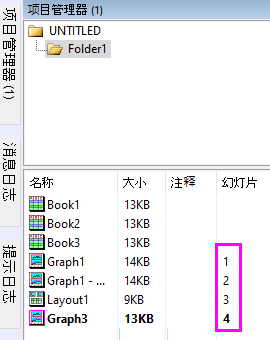 项目管理器 (1)
消息日志
提示日志
项目管理器 (1)
UNTITLED
Folder1
名称 大小 注释 幻灯片
Book1 13KB
Book2 13KB
Book3 13KB
Graph1 14KB 1
Graph1 - ... 14KB 2
Layout1 9KB 3
Graph3 13KB 4